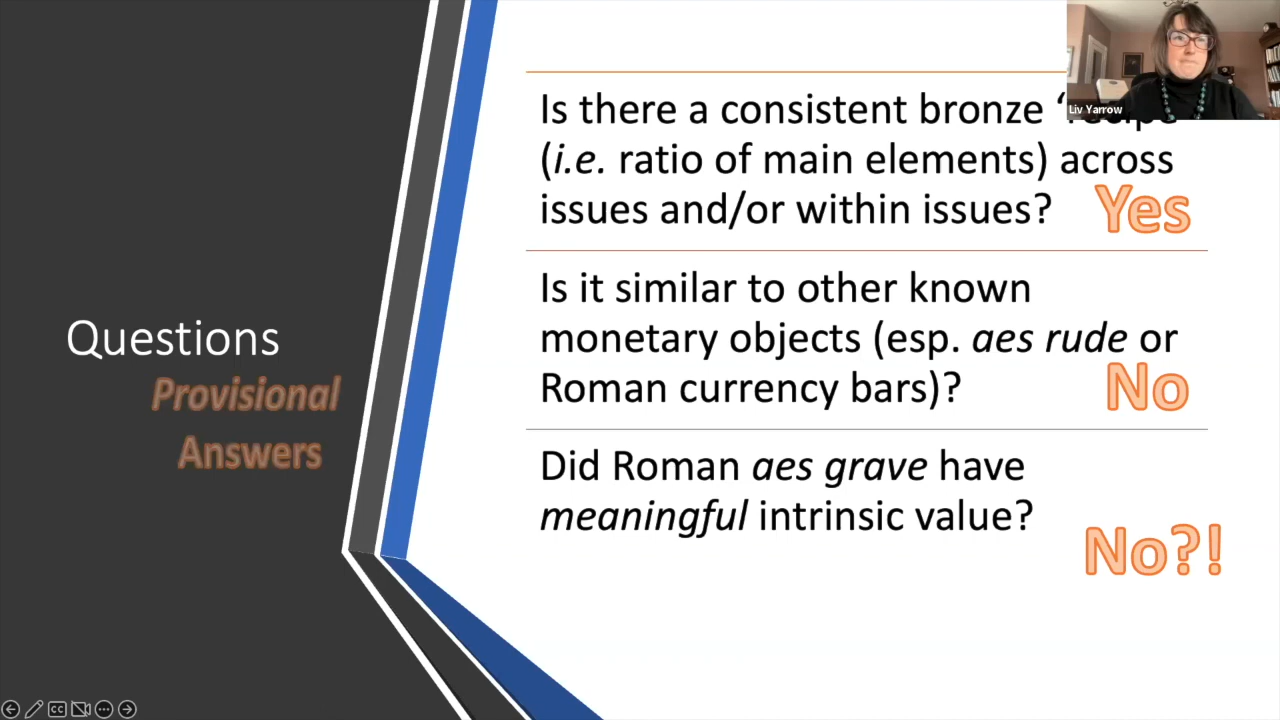 Liv Yarrow
Is there a consistent bronze
(i.e. ratio of main elements) across
issues and/or within issues?
Yes
Is it similar to other known
monetary objects (esp. aes rude or
Roman currency bars)?
No
Did Roman aes grave have
meaningful intrinsic value?
No?!
Questions
Provisional
Answers
CC